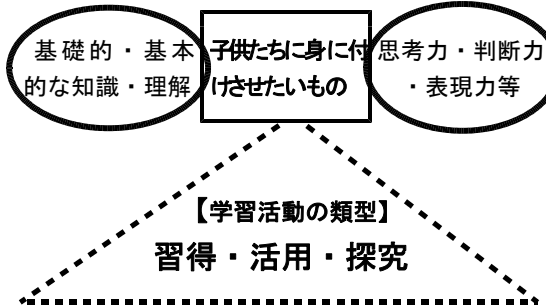 基礎的・基本
的な知識・理解
子供たちに身に付
けさせたいもの
思考力・判断力
・表現力等
【学習活動の類型】
習得・活用・探究